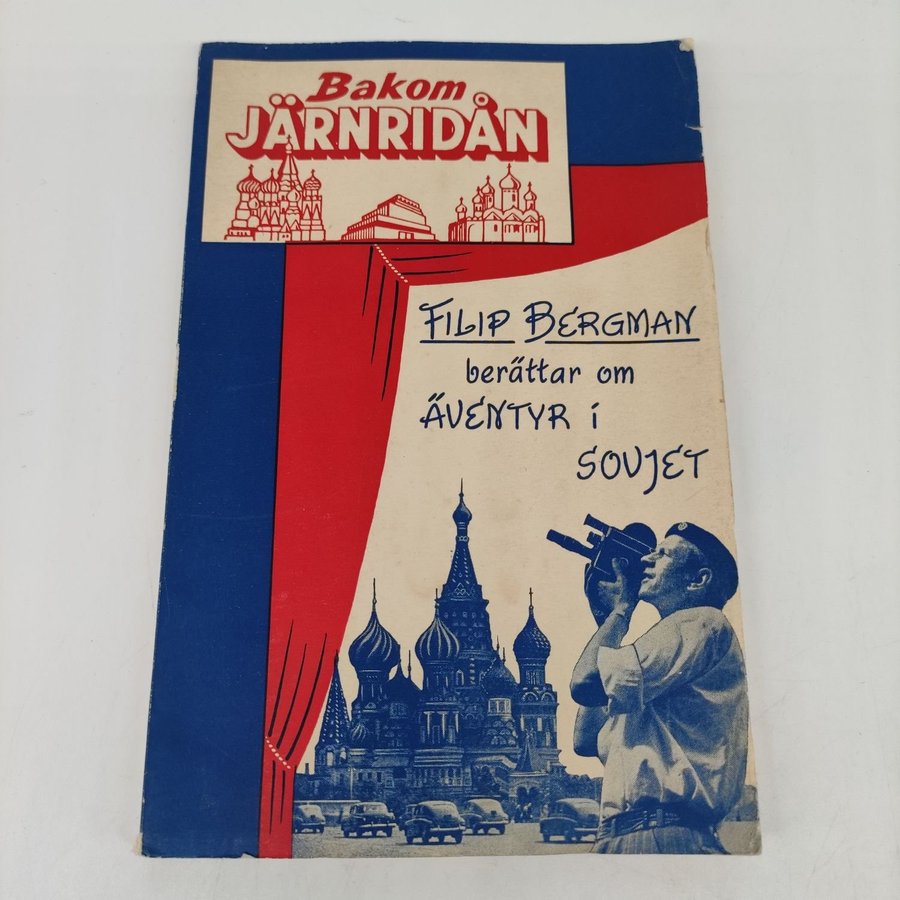 Bakom
JÄRNRIDÅN
FILIP BERGMAN
berättar om
ÄVENTYR i
SOVJET